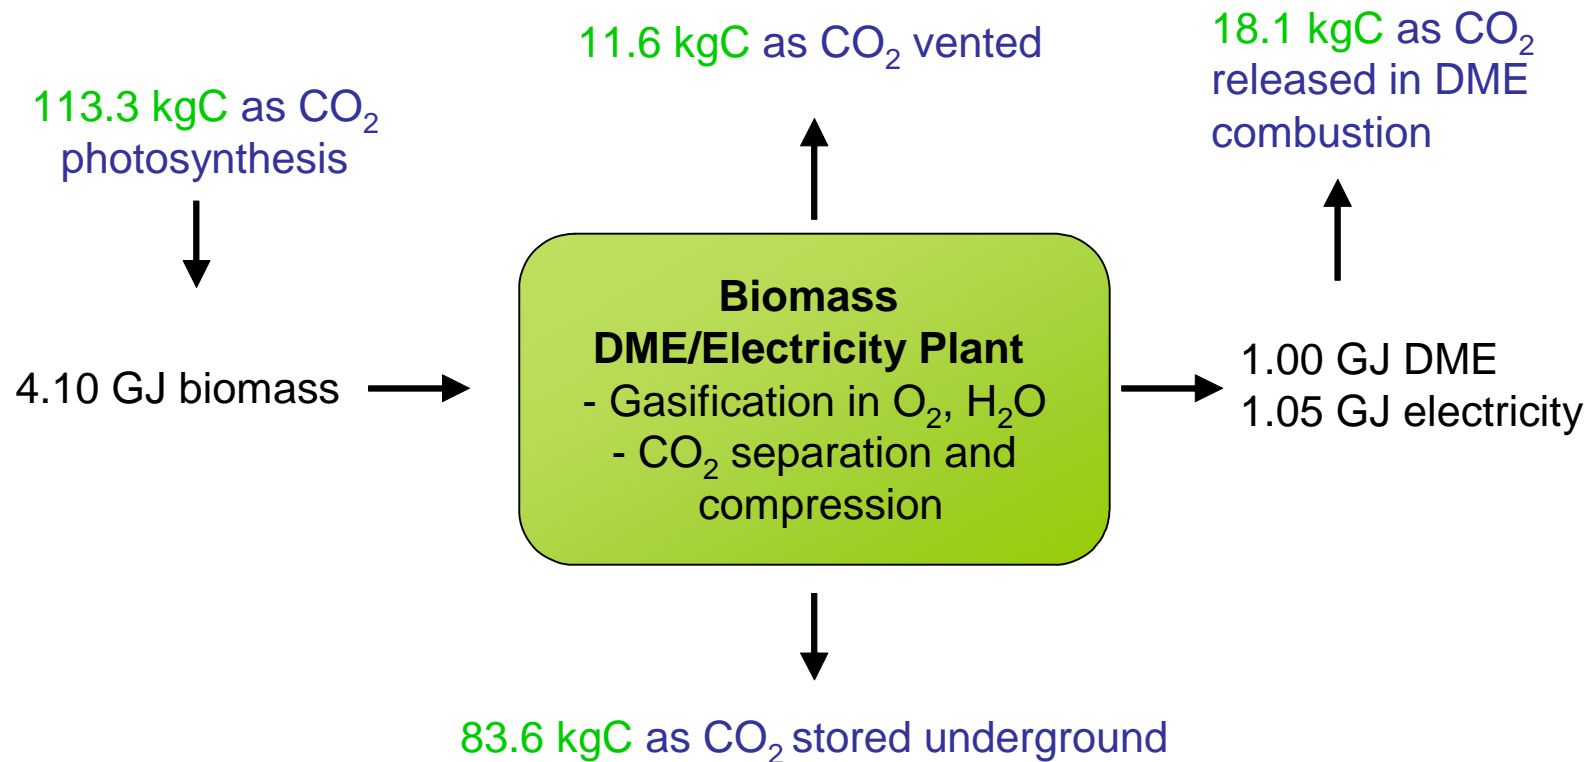 113.3 kgC as CO₂
photosynthesis
11.6 kgC as CO₂ vented
18.1 kgC as CO₂
released in DME
combustion
4.10 GJ biomass
Biomass
DME/Electricity Plant
- Gasification in O₂, H₂O
- CO₂ separation and
compression
1.00 GJ DME
1.05 GJ electricity
83.6 kgC as CO₂ stored underground